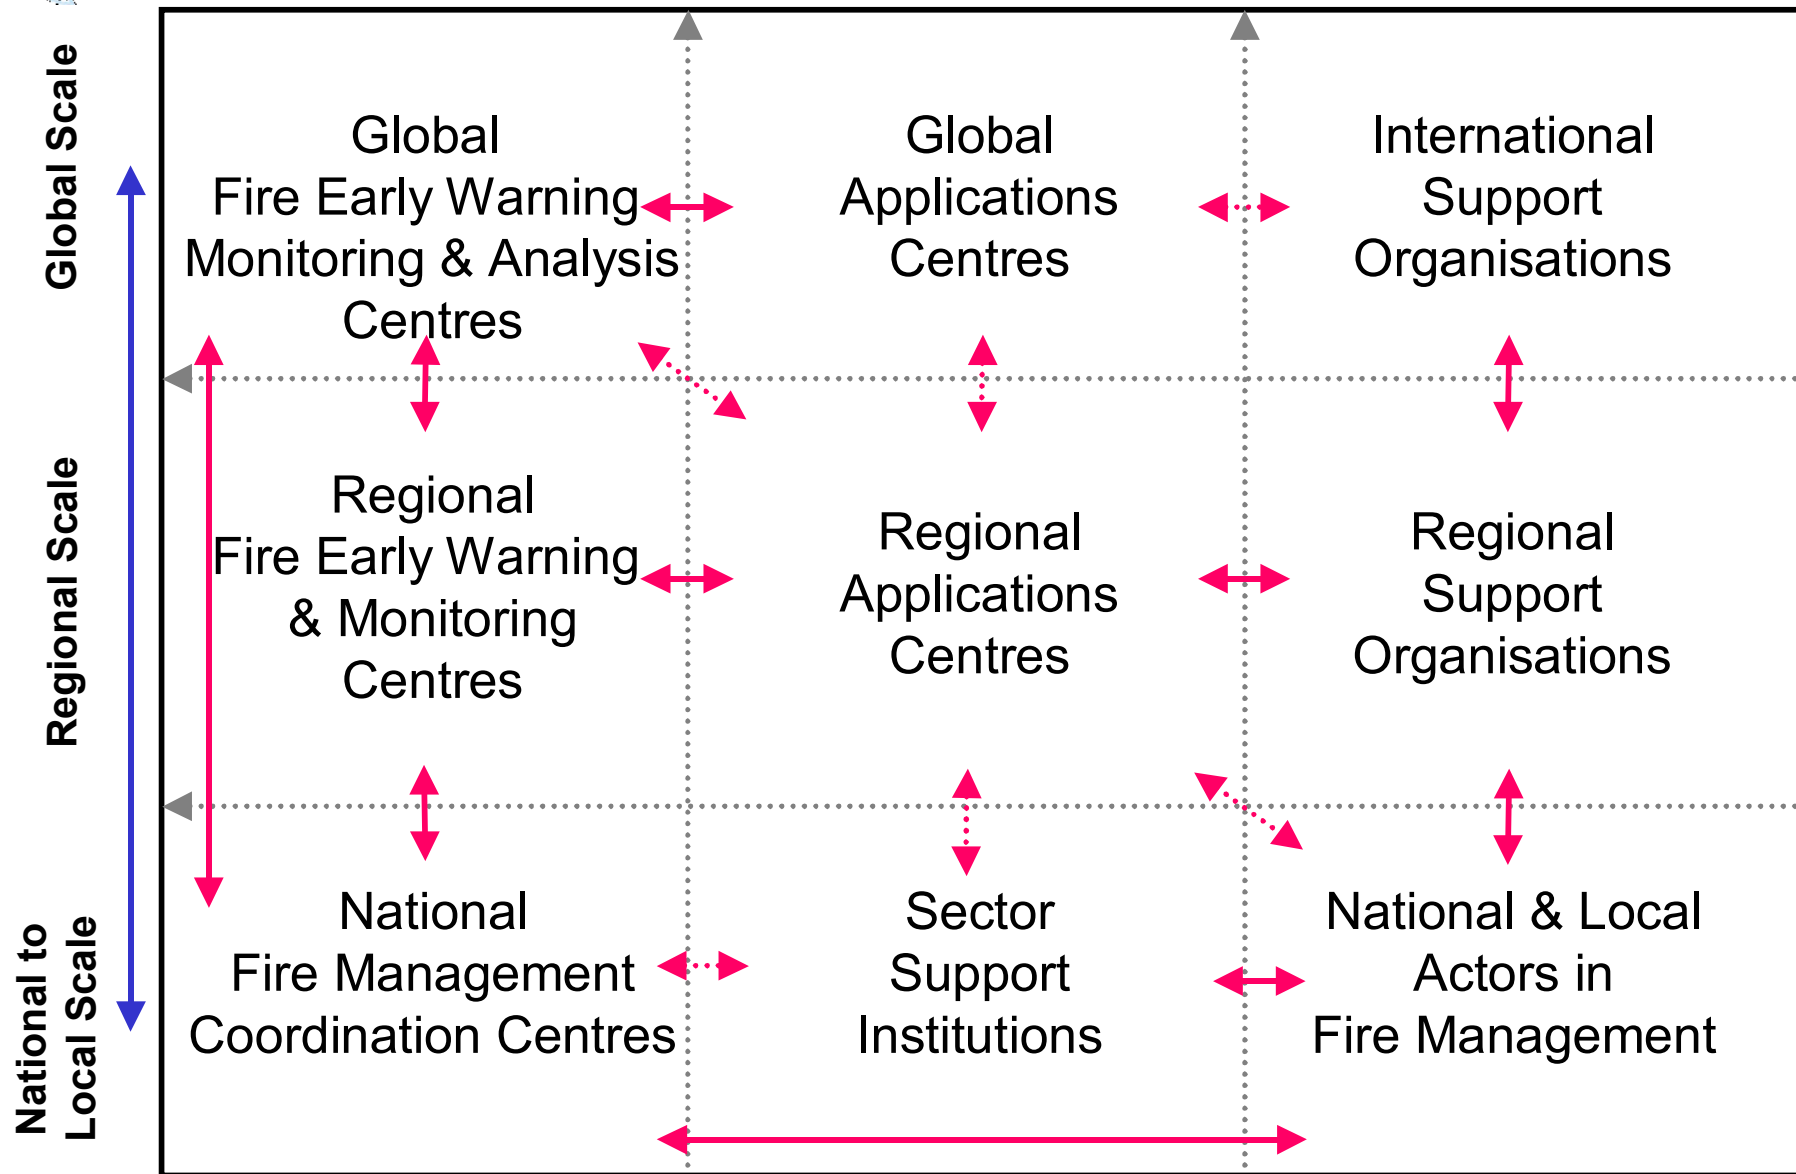 Global Scale
Global
Fire Early Warning
Monitoring & Analysis
Centres
Global
Applications
Centres
International
Support
Organisations
Regional Scale
Regional
Fire Early Warning
& Monitoring
Centres
Regional
Applications
Centres
Regional
Support
Organisations
National to
Local Scale
National
Fire Management
Coordination Centres
Sector
Support
Institutions
National & Local
Actors in
Fire Management